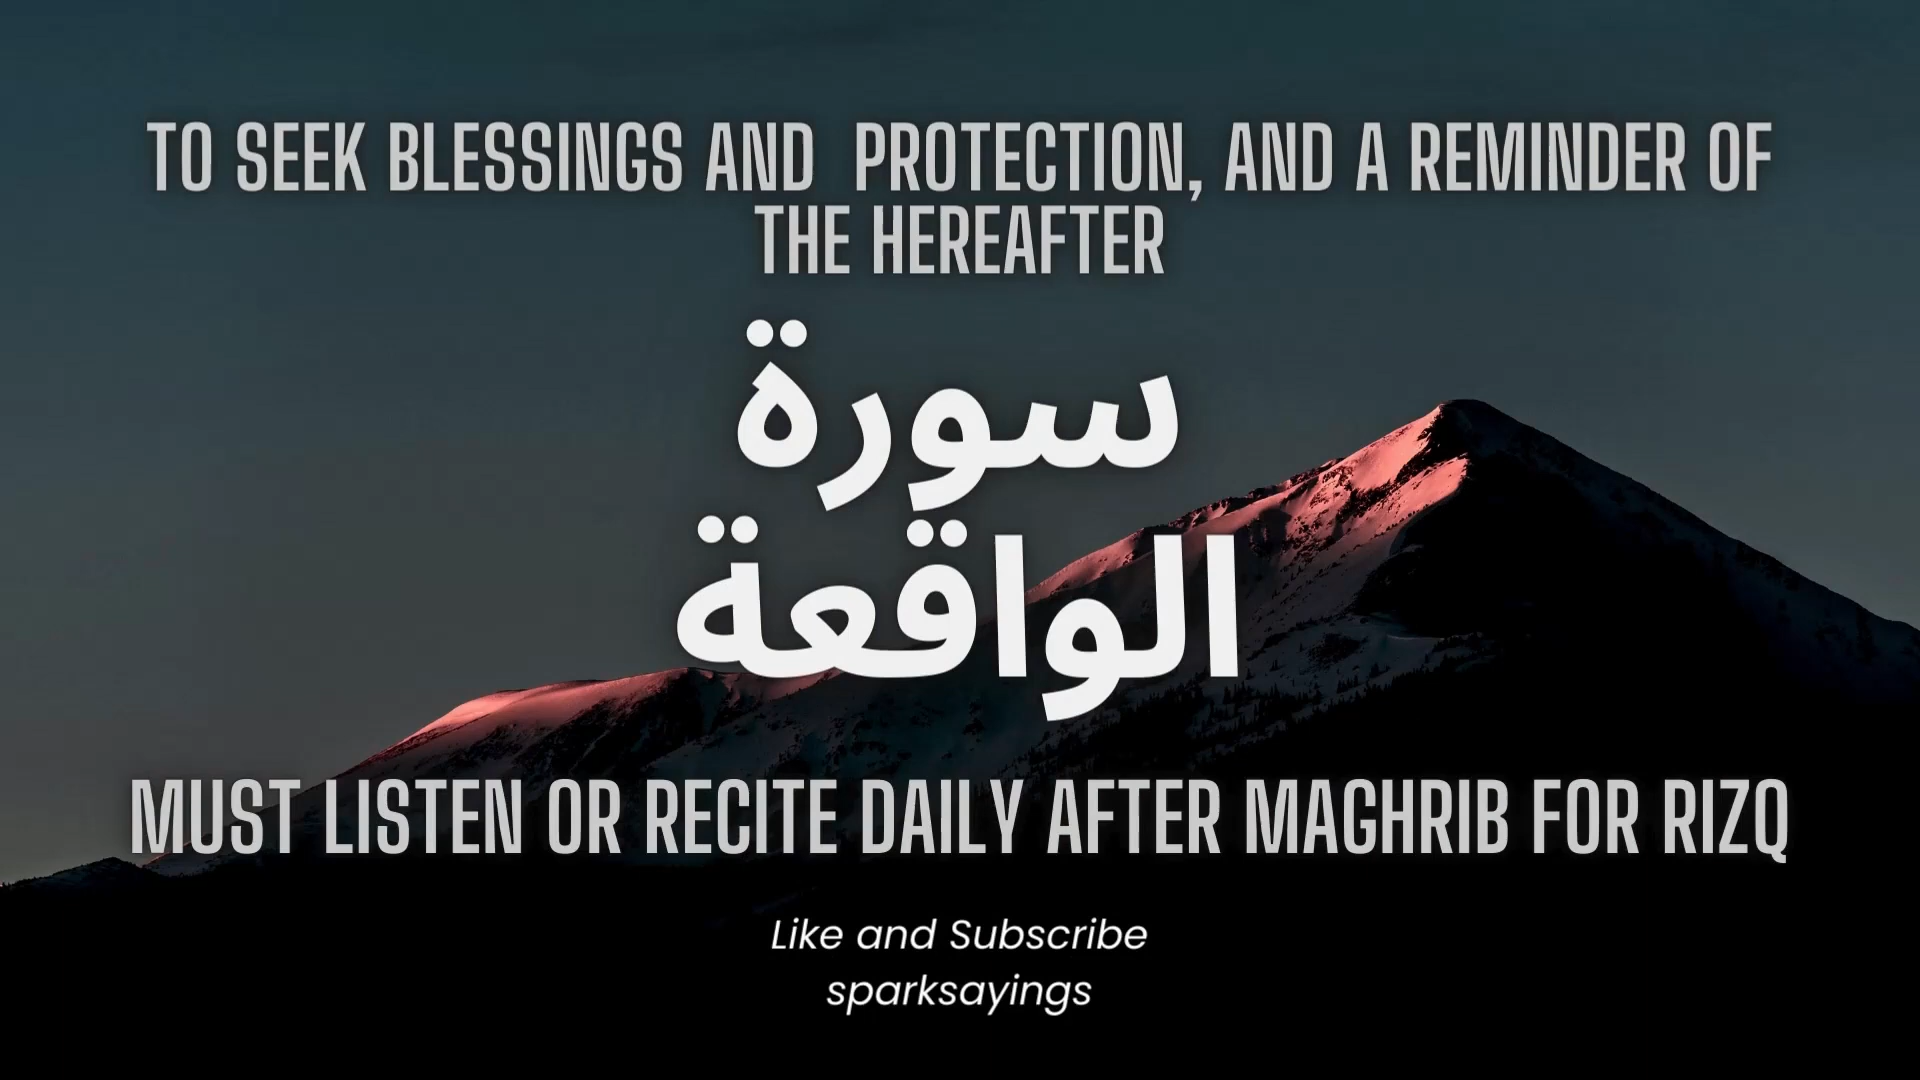 TO SEEK BLESSINGS AND PROTECTION, AND A REMINDER OF
THE HEREAFTER
سورة
الواقعة
MUST LISTEN OR RECITE DAILY AFTER MAGHRIB FOR RIZQ
Like and Subscribe
sparksayings